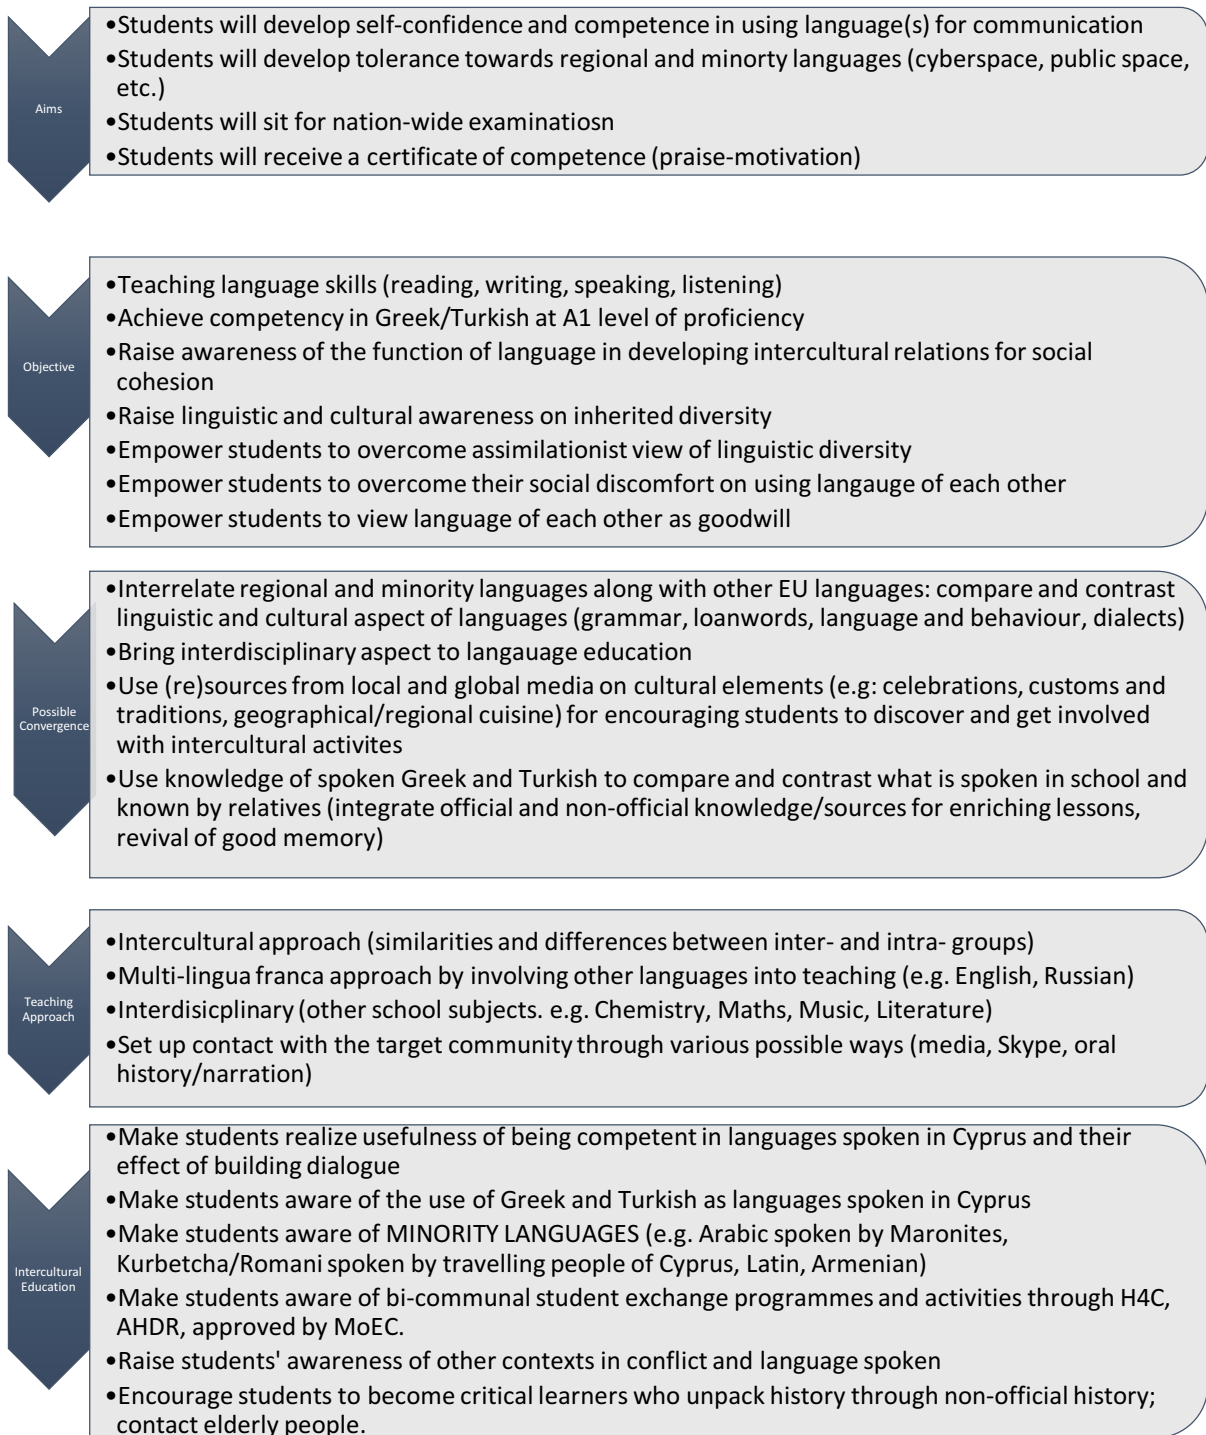 Aims
•Students will develop self-confidence and competence in using language(s) for communication
•Students will develop tolerance towards regional and minorty languages (cyberspace, public space,
etc.)
•Students will sit for nation-wide examinatiosn
•Students will receive a certificate of competence (praise-motivation)
Objective
•Teaching language skills (reading, writing, speaking, listening)
•Achieve competency in Greek/Turkish at A1 level of proficiency
•Raise awareness of the function of language in developing intercultural relations for social
cohesion
•Raise linguistic and cultural awareness on inherited diversity
•Empower students to overcome assimilationist view of linguistic diversity
•Empower students to overcome their social discomfort on using langauge of each other
•Empower students to view language of each other as goodwill
Possible
Convergence
•Interrelate regional and minority languages along with other EU languages: compare and contrast
linguistic and cultural aspect of languages (grammar, loanwords, language and behaviour, dialects)
•Bring interdisciplinary aspect to langauage education
•Use (re)sources from local and global media on cultural elements (e.g: celebrations, customs and
traditions, geographical/regional cuisine) for encouraging students to discover and get involved
with intercultural activites
•Use knowledge of spoken Greek and Turkish to compare and contrast what is spoken in school and
known by relatives (integrate official and non-official knowledge/sources for enriching lessons,
revival of good memory)
Teaching
Approach
•Intercultural approach (similarities and differences between inter- and intra- groups)
•Multi-lingua franca approach by involving other languages into teaching (e.g. English, Russian)
•Interdisicplinary (other school subjects. e.g. Chemistry, Maths, Music, Literature)
•Set up contact with the target community through various possible ways (media, Skype, oral
history/narration)
Intercultural
Education
•Make students realize usefulness of being competent in languages spoken in Cyprus and their
effect of building dialogue
•Make students aware of the use of Greek and Turkish as languages spoken in Cyprus
•Make students aware of MINORITY LANGUAGES (e.g. Arabic spoken by Maronites,
Kurbetcha/Romani spoken by travelling people of Cyprus, Latin, Armenian)
•Make students aware of bi-communal student exchange programmes and activities through H4C,
AHDR, approved by MoEC.
•Raise students' awareness of other contexts in conflict and language spoken
•Encourage students to become critical learners who unpack history through non-official history;
contact elderly people.